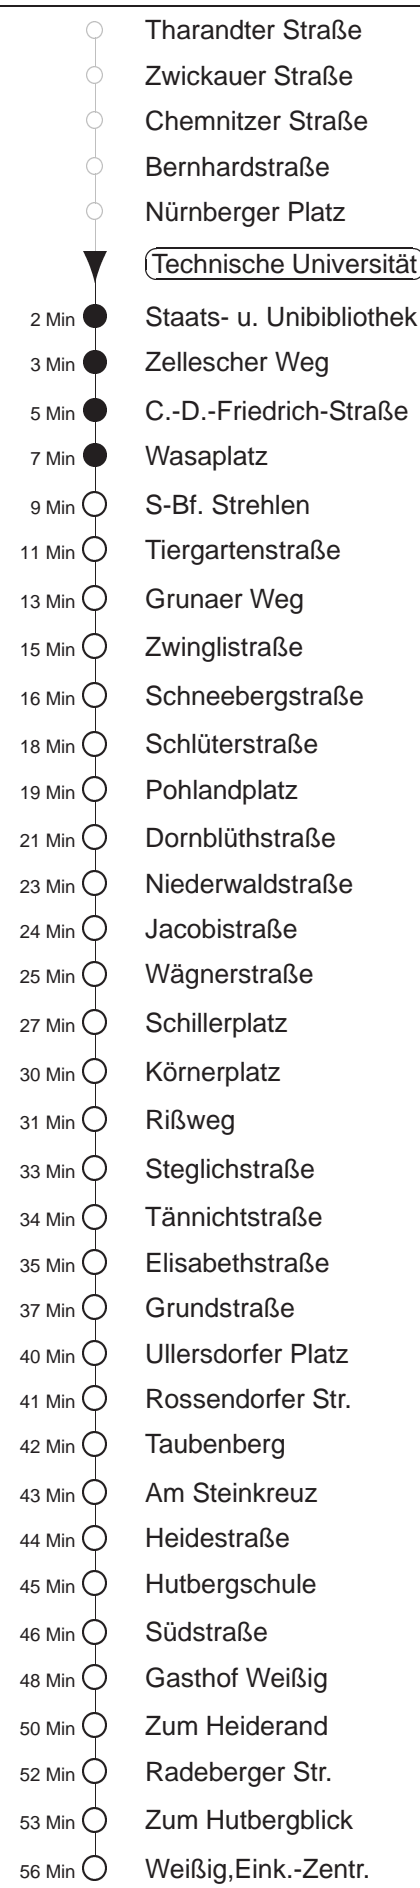 Tharandter Straße
Zwickauer Straße
Chemnitzer Straße
Bernhardstraße
Nürnberger Platz
Technische Universität
2 Min Staats- u. Unibibliothek
3 Min Zellescher Weg
5 Min C.-D.-Friedrich-Straße
7 Min Wasaplatz
9 Min S-Bf. Strehlen
11 Min Tiergartenstraße
13 Min Grunaer Weg
15 Min Zwinglistraße
16 Min Schneebergstraße
18 Min Schlüterstraße
19 Min Pohlandplatz
21 Min Dornblüthstraße
23 Min Niederwaldstraße
24 Min Jacobistraße
25 Min Wägnerstraße
27 Min Schillerplatz
30 Min Körnerplatz
31 Min Rißweg
33 Min Steglichstraße
34 Min Tännichtstraße
35 Min Elisabethstraße
37 Min Grundstraße
40 Min Ullersdorfer Platz
41 Min Rossendorfer Str.
42 Min Taubenberg
43 Min Am Steinkreuz
44 Min Heidestraße
45 Min Hutbergschule
46 Min Südstraße
48 Min Gasthof Weißig
50 Min Zum Heiderand
52 Min Radeberger Str.
53 Min Zum Hutbergblick
56 Min Weißig,Eink.-Zentr.